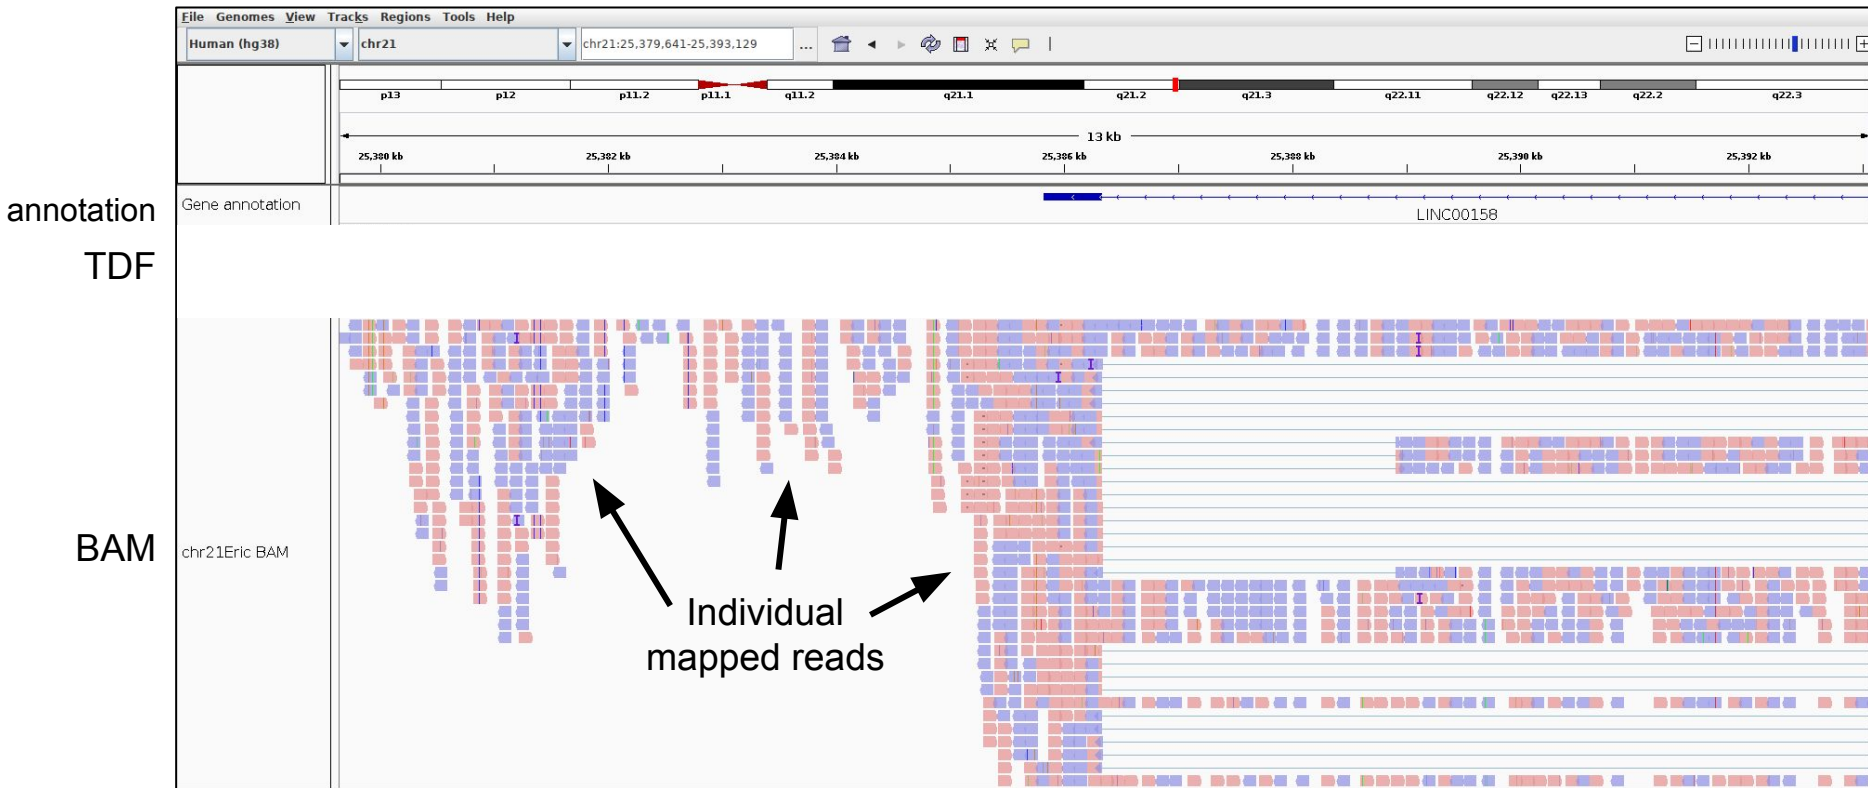 File Genomes View Tracks Regions Tools Help
Human (hg38) chr21 chr21:25,379,641-25,393,129 ...
p13 p12 p11.2 p11.1 q11.2 q21.1 q21.2 q21.3 q22.11 q22.12 q22.13 q22.2 q22.3
13 kb
25,380 kb 25,382 kb 25,384 kb 25,386 kb 25,388 kb 25,390 kb 25,392 kb
annotation Gene annotation
LINC00158
TDF
BAM chr21Eric BAM
Individual
mapped reads